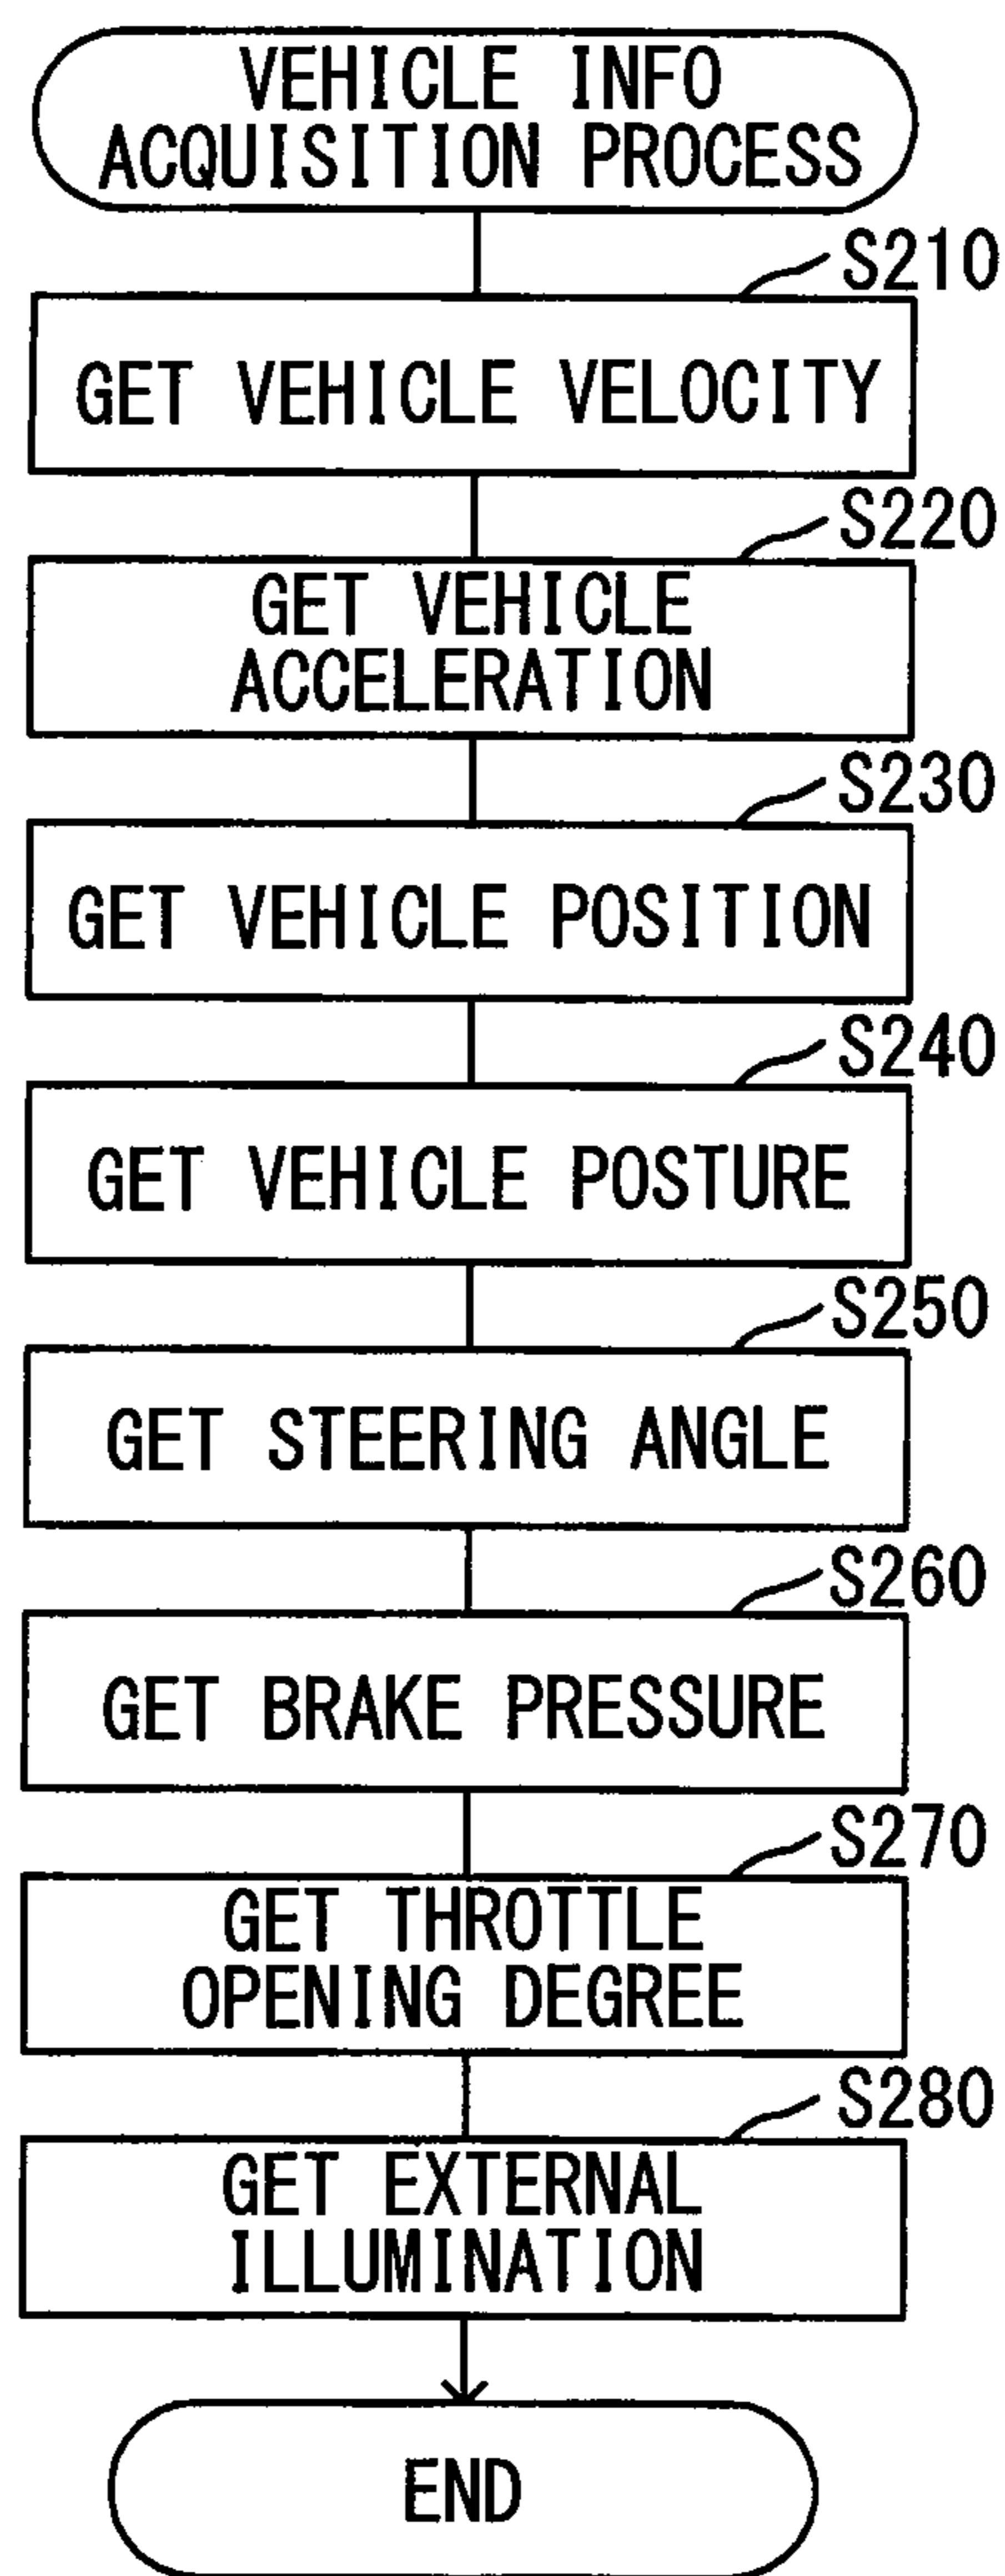 VEHICLE INFO
ACQUISITION PROCESS
S210
GET VEHICLE VELOCITY
S220
GET VEHICLE
ACCELERATION
S230
GET VEHICLE POSITION
S240
GET VEHICLE POSTURE
S250
GET STEERING ANGLE
S260
GET BRAKE PRESSURE
S270
GET THROTTLE
OPENING DEGREE
S280
GET EXTERNAL
ILLUMINATION
END